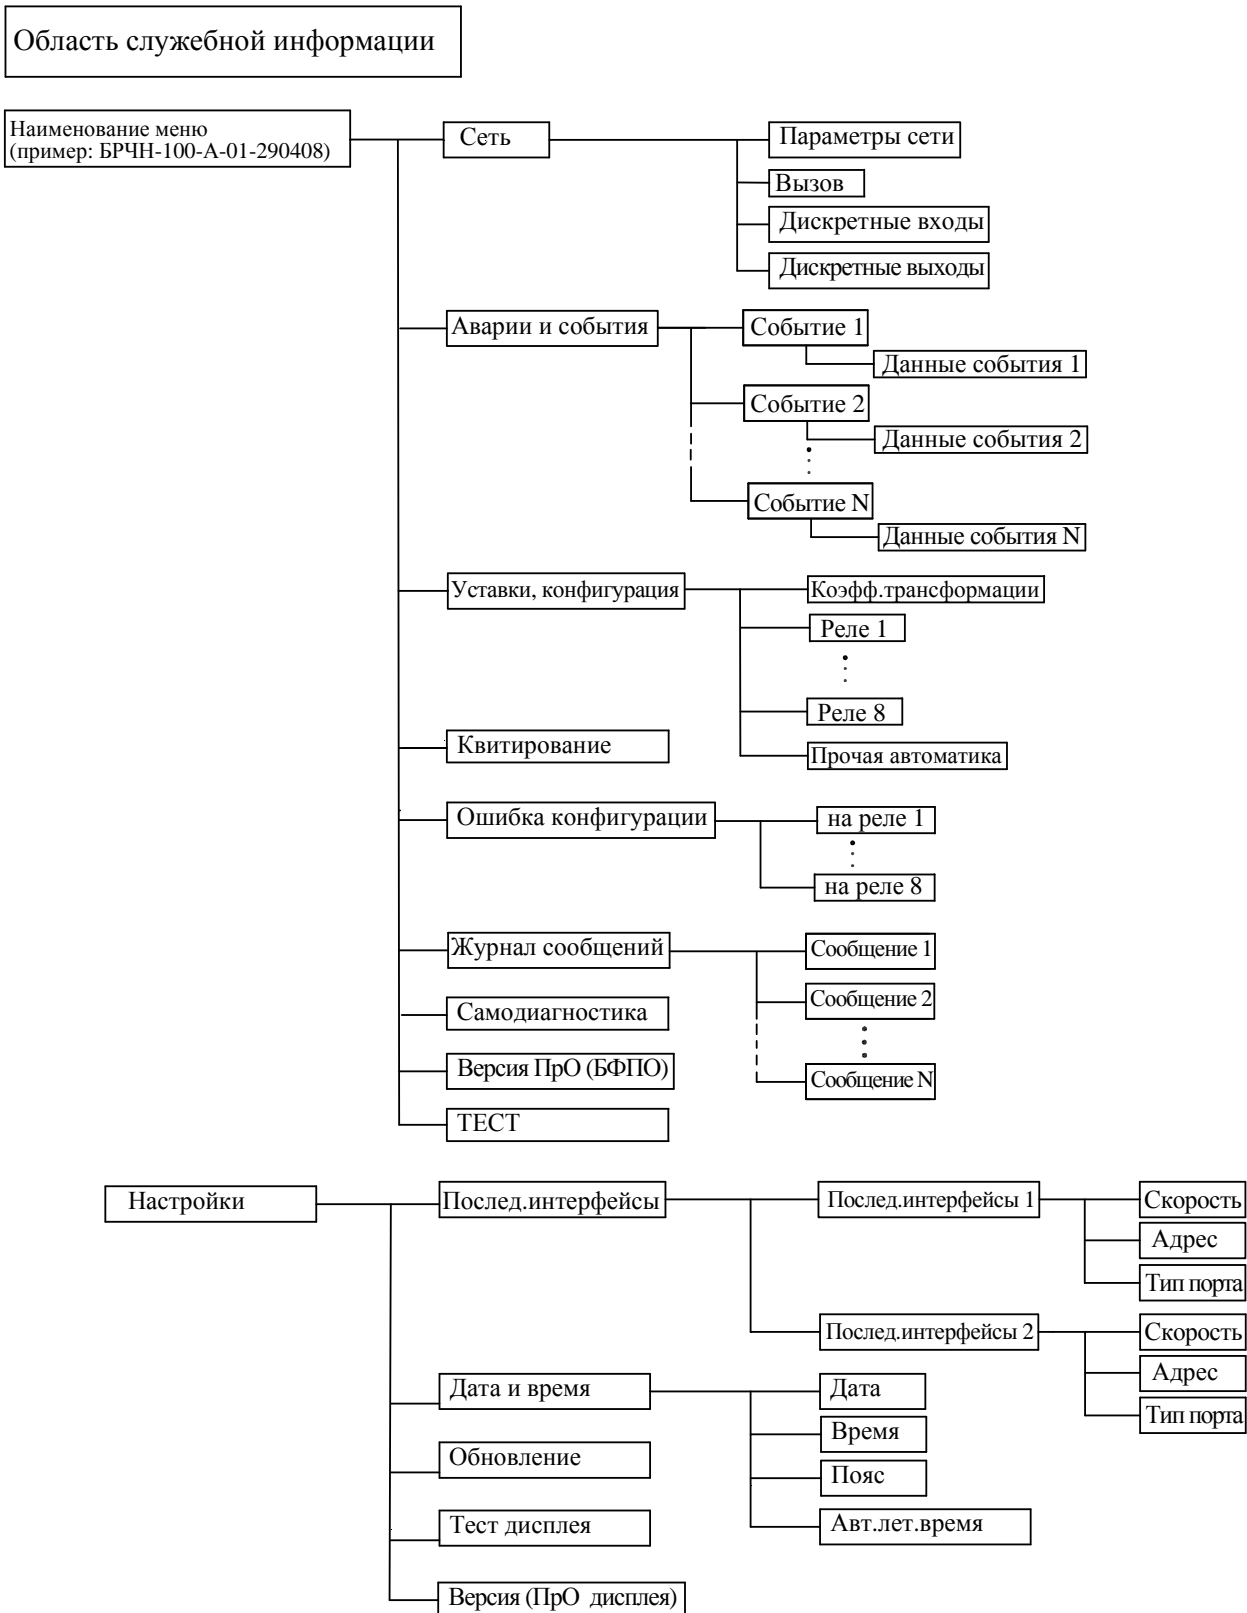 Область служебной информации
Наименование меню
(пример: БРЧН-100-А-01-290408)
Сеть
Параметры сети
Вызов
Дискретные входы
Дискретные выходы
Аварии и события
Событие 1
Данные события 1
Событие 2
Данные события 2
Событие N
Данные события N
Уставки, конфигурация
Коэфф.трансформации
Реле 1
Реле 8
Прочая автоматика
Квитирование
Ошибка конфигурации
на реле 1
на реле 8
Журнал сообщений
Сообщение 1
Сообщение 2
Сообщение N
Самодиагностика
Версия ПрО (БФПО)
ТЕСТ
Настройки
Послед.интерфейсы
Послед.интерфейсы 1
Скорость
Адрес
Тип порта
Послед.интерфейсы 2
Скорость
Адрес
Тип порта
Дата и время
Дата
Время
Пояс
Авт.лет.время
Обновление
Тест дисплея
Версия (ПрО дисплея)